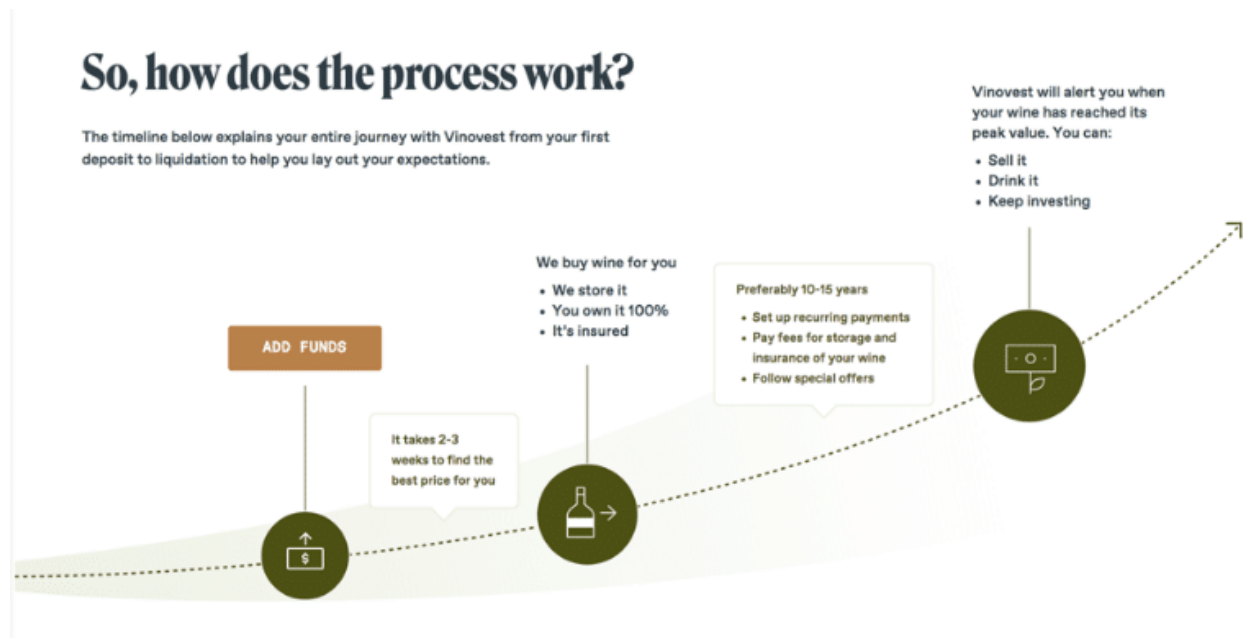 So, how does the process work?
The timeline below explains your entire journey with Vinovest from your first
deposit to liquidation to help you lay out your expectations.
ADD FUNDS
$
It takes 2-3
weeks to find the
best price for you
We buy wine for you
• We store it
• You own it 100%
• It's insured
Preferably 10-15 years
• Set up recurring payments
• Pay fees for storage and
insurance of your wine
• Follow special offers
Vinovest will alert you when
your wine has reached its
peak value. You can:
• Sell it
• Drink it
• Keep investing